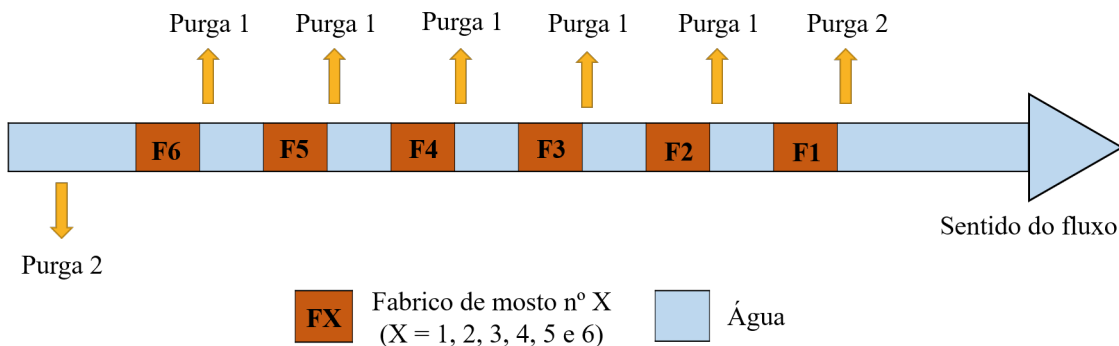 Purga 1
Purga 1
Purga 1
Purga 1
Purga 1
Purga 2
F6
F5
F4
F3
F2
F1
Sentido do fluxo
Purga 2
FX
Fabrico de mosto nº X
(X = 1, 2, 3, 4, 5 e 6)
Água